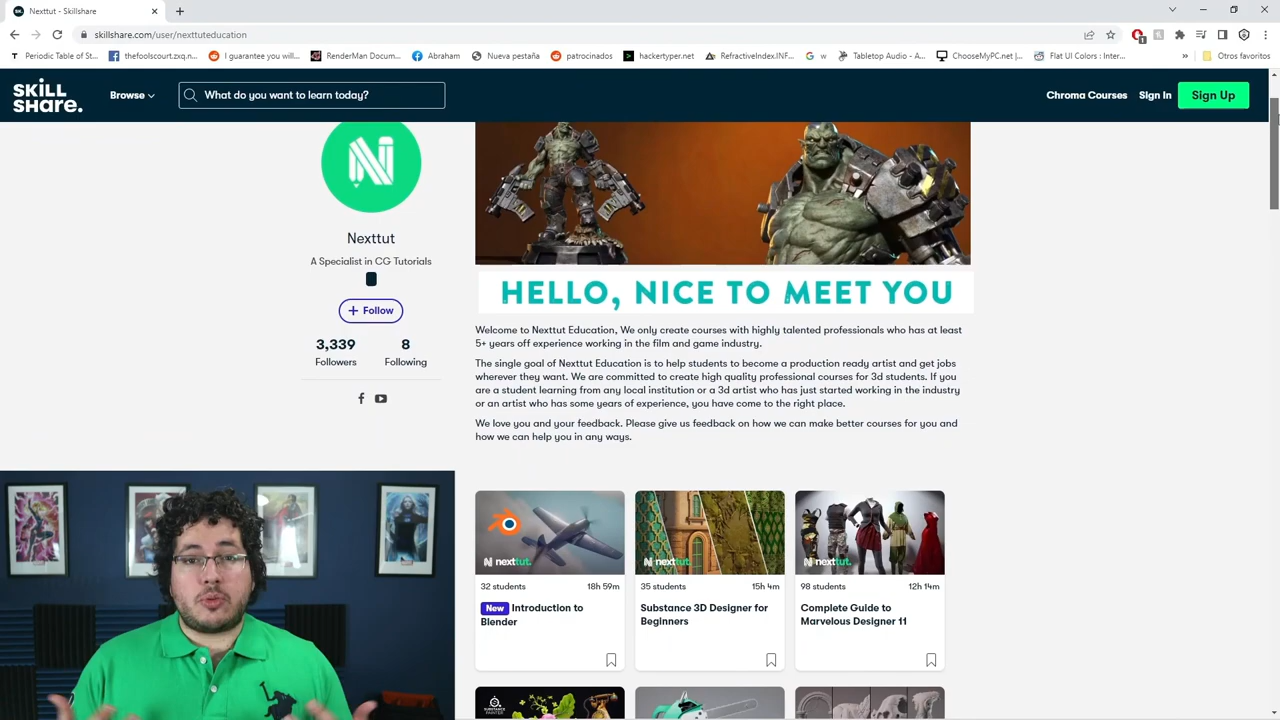 Nexttut - Skillshare
skillshare.com/user/nexttuteducation
Periodic Table of St...
thefoolscourt.zxq.n...
I guarantee you will...
RenderMan Docum...
Abraham
Nueva pestaña
patrocinados
hackertyper.net
RefractiveIndex.INF...
w
Tabletop Audio - A...
ChooseMyPC.net |...
Flat UI Colors : Inter...
Otros favoritos
SKILL
SHARE.
Browse
What do you want to learn today?
Chroma Courses
Sign In
Sign Up
Nexttut
A Specialist in CG Tutorials
+ Follow
3,339
8
Followers
Following
HELLO, NICE TO MEET YOU
Welcome to Nexttut Education, We only create courses with highly talented professionals who has at least
5+ years off experience working in the film and game industry.
The single goal of Nexttut Education is to help students to become a production ready artist and get jobs
wherever they want. We are committed to create high quality professional courses for 3d students. If you
are a student learning from any local institution or a 3d artist who has just started working in the industry
or an artist who has some years of experience, you have come to the right place.
We love you and your feedback. Please give us feedback on how we can make better courses for you and
how we can help you in any ways.
nexttut.
32 students
18h 59m
New Introduction to
Blender
nexttut.
35 students
15h 4m
Substance 3D Designer for
Beginners
nexttut.
98 students
12h 14m
Complete Guide to
Marvelous Designer 11
SUBSTANCE
PAINTER